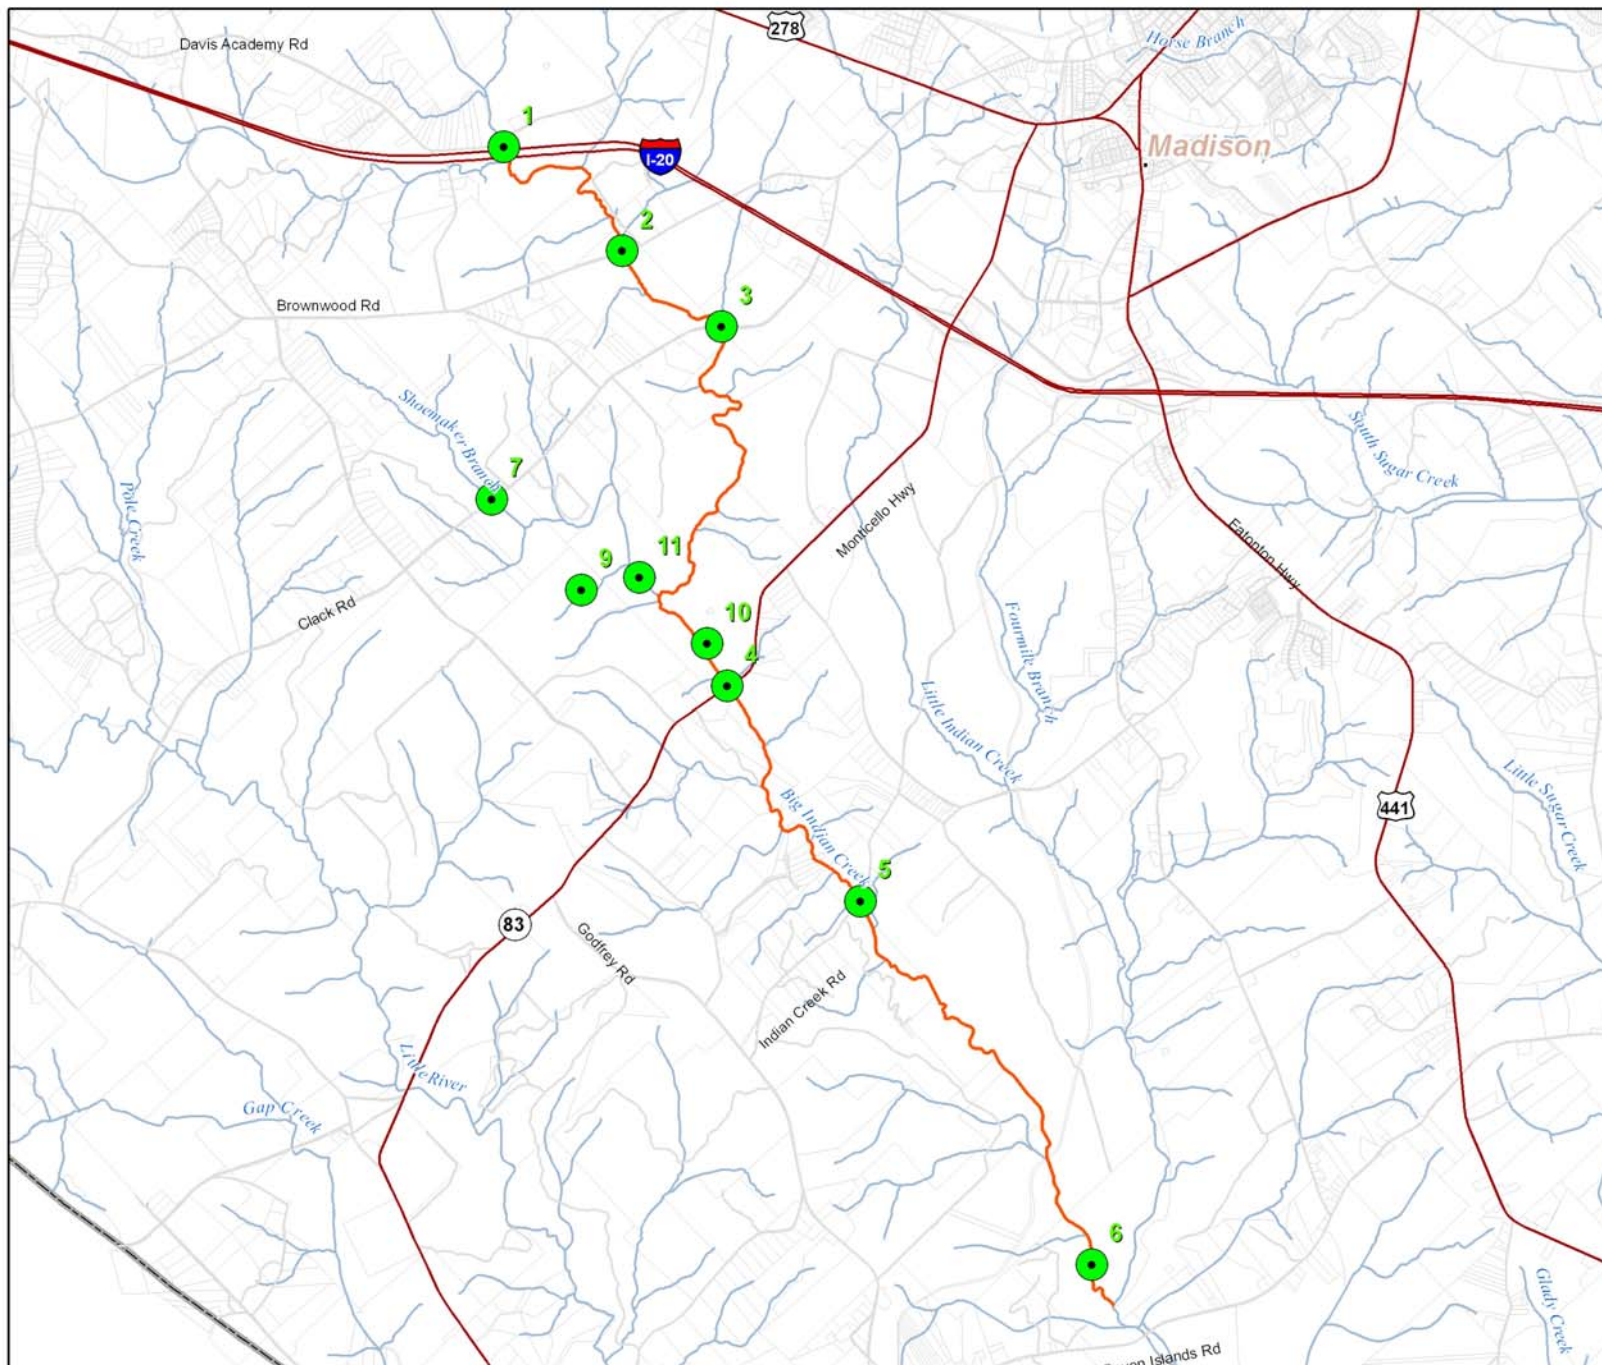 278
Horse Branch
Davis Academy Rd
1
Madison
I-20
2
3
Brownwood Rd
Shoemaker Branch
South Sugar Creek
7
Pole Creek
Monticello Hwy
Eatonton Hwy
11
9
Clack Rd
10
Fourmile Branch
4
Little Indian Creek
Little Sugar Creek
441
Big Indian Creek
5
83
Godfrey Rd
Indian Creek Rd
Little River
Gap Creek
6
Glady Creek
Islands Rd